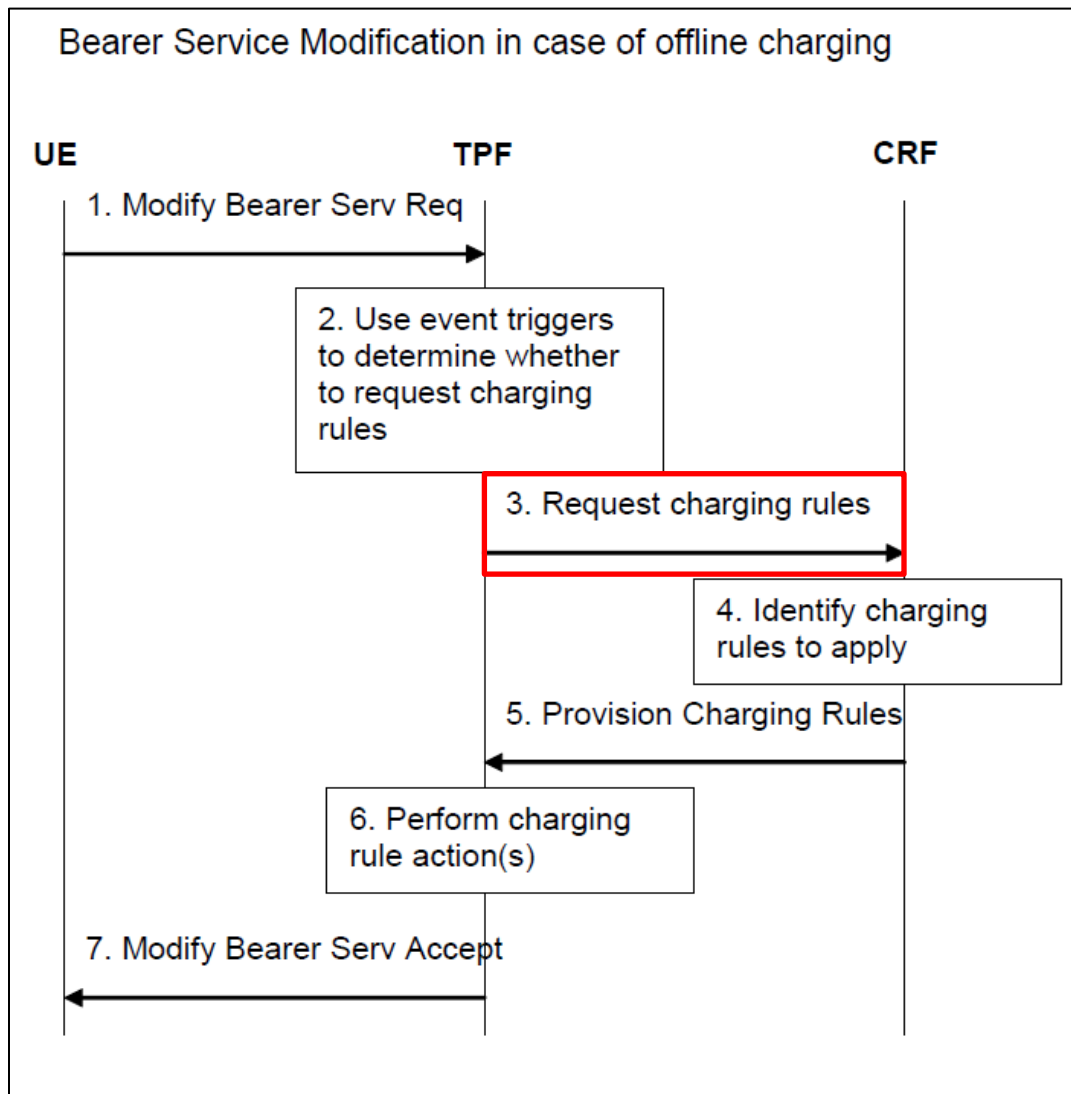 Bearer Service Modification in case of offline charging
UE
TPF
CRF
1. Modify Bearer Serv Req
2. Use event triggers
to determine whether
to request charging
rules
3. Request charging rules
4. Identify charging
rules to apply
5. Provision Charging Rules
6. Perform charging
rule action(s)
7. Modify Bearer Serv Accept